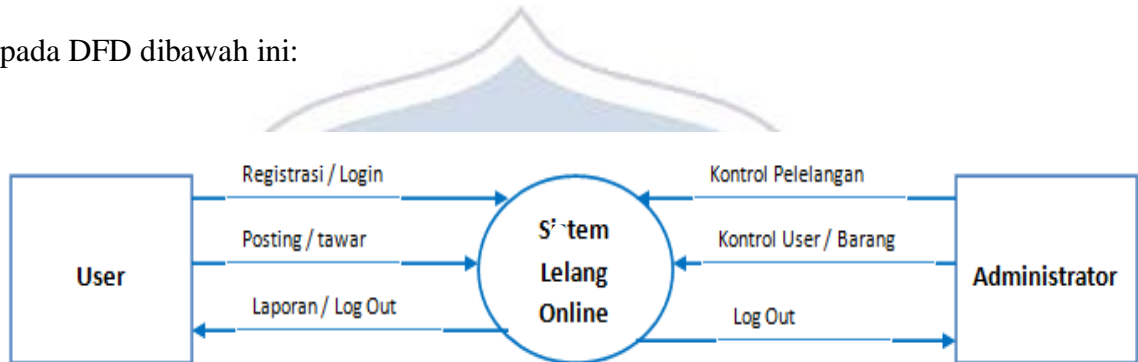 pada DFD dibawah ini:
Registrasi / Login
Kontrol Pelelangan
Posting / tawar
Kontrol User / Barang
User
Lelang
Online
Administrator
Laporan / Log Out
Log Out